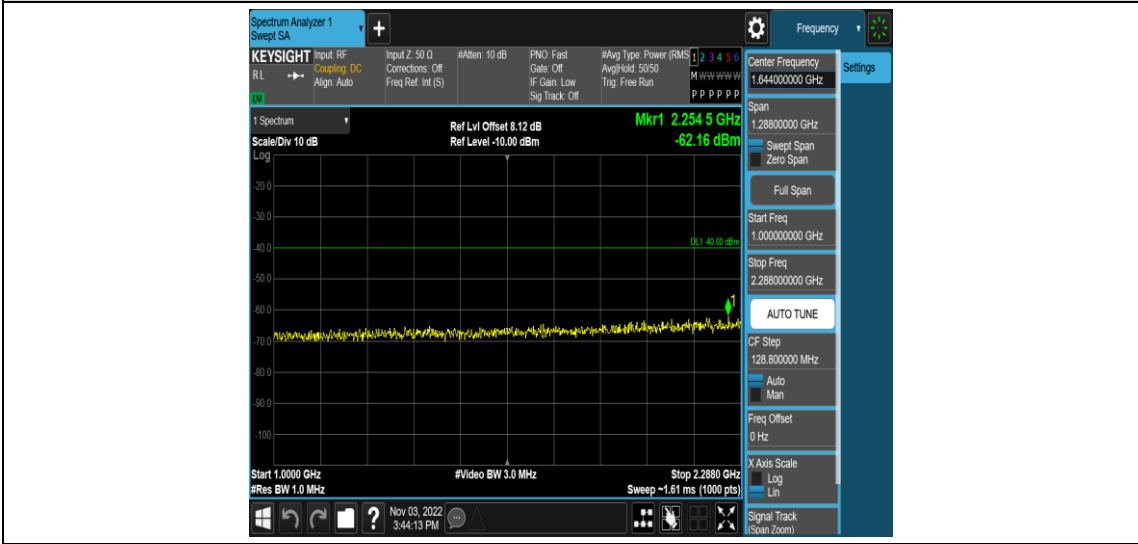 Spectrum Analyzer 1
Swept SA
+
Frequency
KEYSIGHT
RL
Input: RF
Coupling: DC
Align: Auto
Input Z: 50 Ω
Corrections: Off
Freq Ref: Int (S)
#Atten: 10 dB
PNO: Fast
Gate: Off
IF Gain: Low
Sig Track: Off
#Avg Type: Power (RMS
Avg|Hold: 50/50
Trig: Free Run
1 2 3 4 5 6
M W W W W W
P P P P P P
1 Spectrum
Scale/Div 10 dB
Log
Ref Lvl Offset 8.12 dB
Ref Level -10.00 dBm
Mkr1 2.254 5 GHz
-62.16 dBm
-20.0
-30.0
-40.0
DL1 -40.00 dBm
-50.0
-60.0
1
-70.0
-80.0
-90.0
-100
Start 1.0000 GHz
#Video BW 3.0 MHz
Stop 2.2880 GHz
#Res BW 1.0 MHz
Sweep ~1.61 ms (1000 pts)
?
Nov 03, 2022
3:44:13 PM
Center Frequency
1.644000000 GHz
Settings
Span
1.28800000 GHz
Swept Span
Zero Span
Full Span
Start Freq
1.000000000 GHz
Stop Freq
2.288000000 GHz
AUTO TUNE
CF Step
128.800000 MHz
Auto
Man
Freq Offset
0 Hz
X Axis Scale
Log
Lin
Signal Track
(Span Zoom)